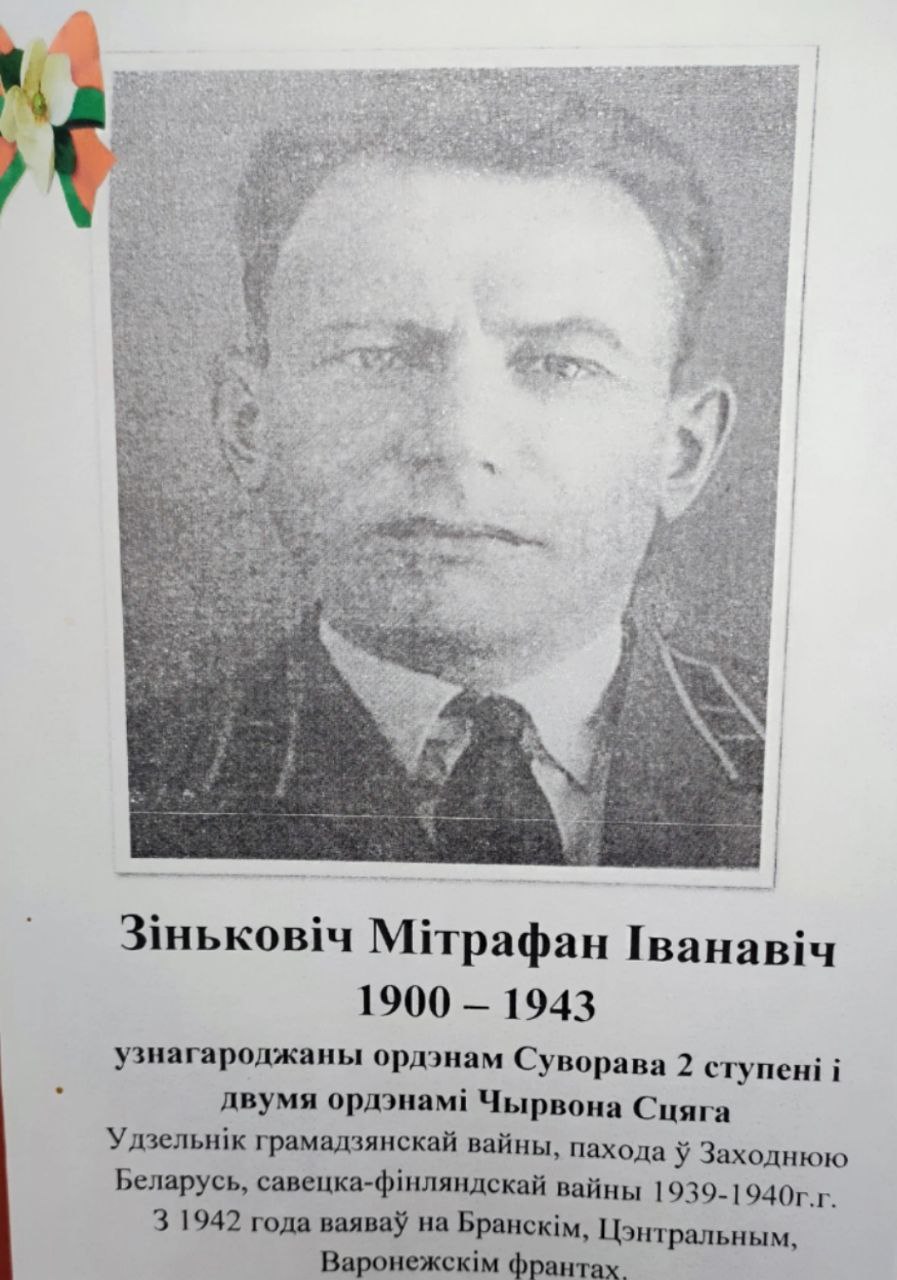 Зіньковіч Мітрафан Іванавіч
1900 – 1943
узнагароджаны ордэнам Суворава 2 ступені і
двумя ордэнамі Чырвона Сцяга
Удзельнік грамадзянскай вайны, пахода ў Заходнюю
Беларусь, савецка-фінляндскай вайны 1939-1940г.г.
З 1942 года ваяваў на Бранскім, Цэнтральным,
Варонежскім франтах.